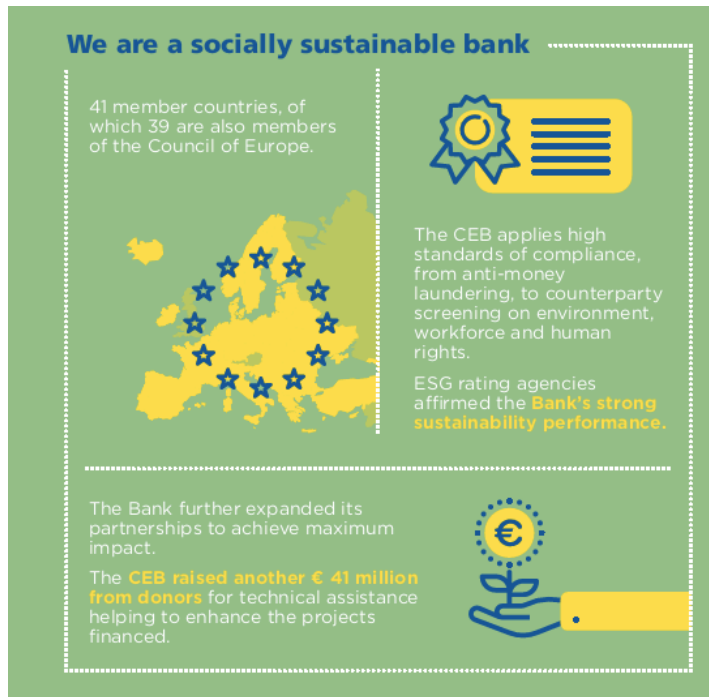 We are a socially sustainable bank
41 member countries, of
which 39 are also members
of the Council of Europe.
The CEB applies high
standards of compliance,
from anti-money
laundering, to counterparty
screening on environment,
workforce and human
rights.
ESG rating agencies
affirmed the Bank's strong
sustainability performance.
The Bank further expanded its
partnerships to achieve maximum
impact.
The CEB raised another € 41 million
from donors for technical assistance
helping to enhance the projects
financed.
€